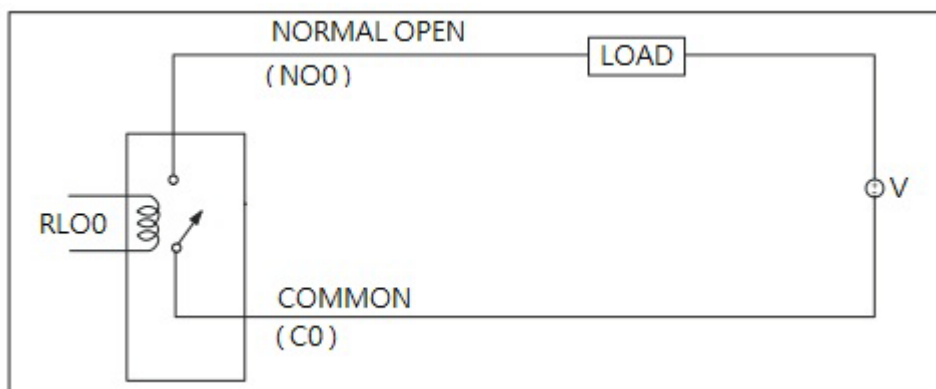 NORMAL OPEN
( NO0 )
LOAD
V
RLO0
COMMON
( C0 )